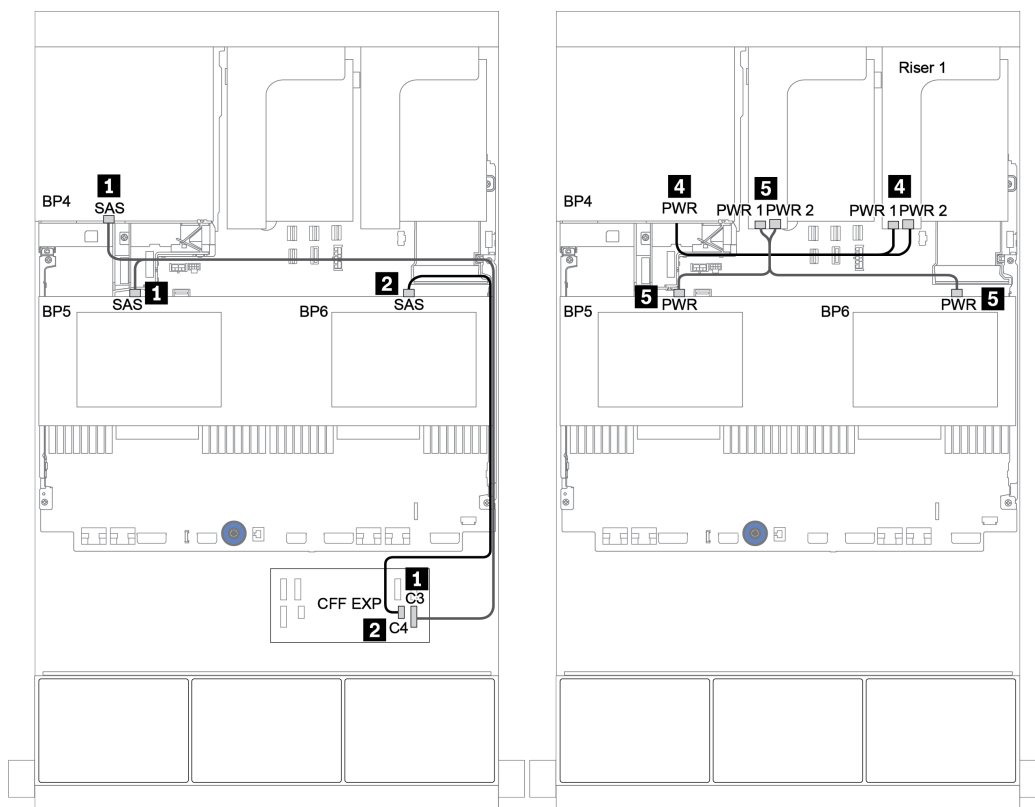 1
BP4
SAS
2
SAS
1
SAS
BP5
BP6
1
C3
CFF EXP
2
C4
Riser 1
4
5
4
BP4
PWR
PWR 1
PWR 2
PWR 1
PWR 2
5
PWR
PWR
5
BP5
BP6